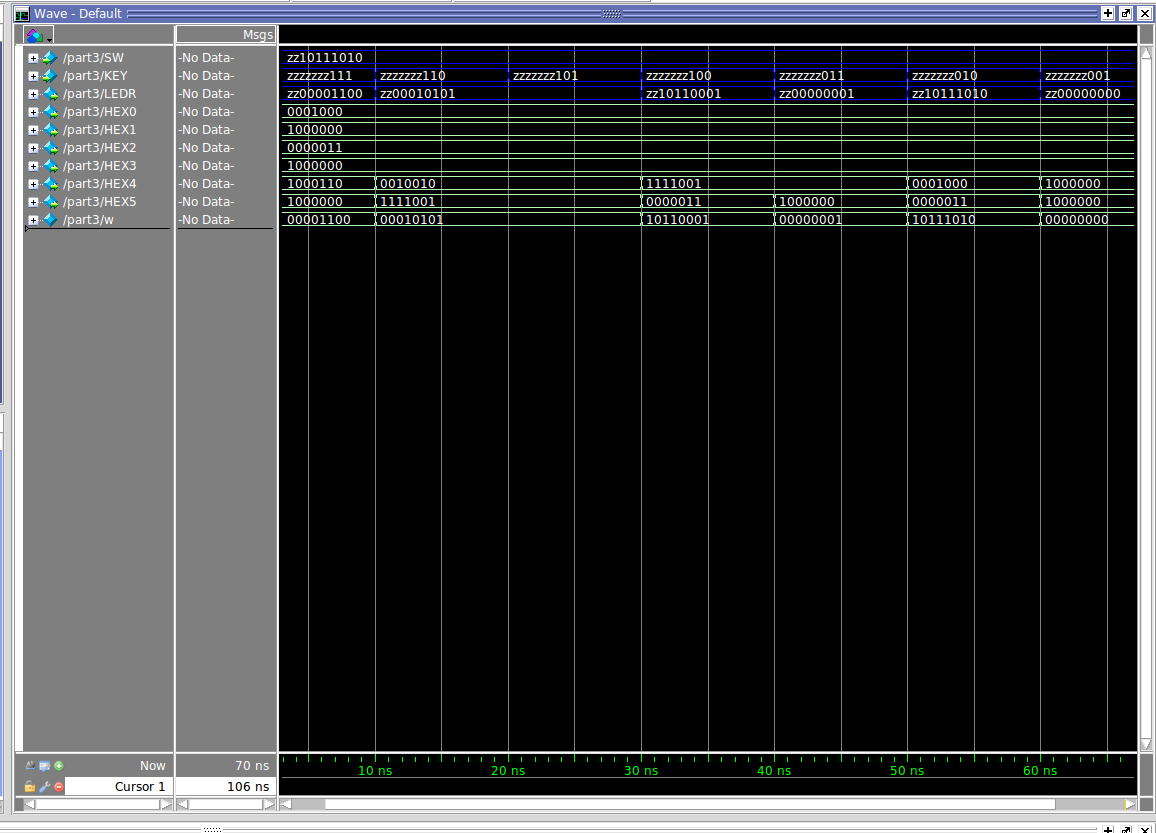 Wave - Default
Msgs
/part3/SW -No Data- zz10111010
/part3/KEY -No Data- zzzzzzz111 zzzzzzz110 zzzzzzz101 zzzzzzz100 zzzzzzz011 zzzzzzz010 zzzzzzz001
/part3/LEDR -No Data- zz00001100 zz00010101 zz10110001 zz00000001 zz10111010 zz00000000
/part3/HEX0 -No Data- 0001000
/part3/HEX1 -No Data- 1000000
/part3/HEX2 -No Data- 0000011
/part3/HEX3 -No Data- 1000000
/part3/HEX4 -No Data- 1000110 0010010 1111001 0001000 1000000
/part3/HEX5 -No Data- 1000000 1111001 0000011 1000000 0000011 1000000
/part3/w -No Data- 00001100 00010101 10110001 00000001 10111010 00000000
Now 70 ns 10 ns 20 ns 30 ns 40 ns 50 ns 60 ns
Cursor 1 106 ns